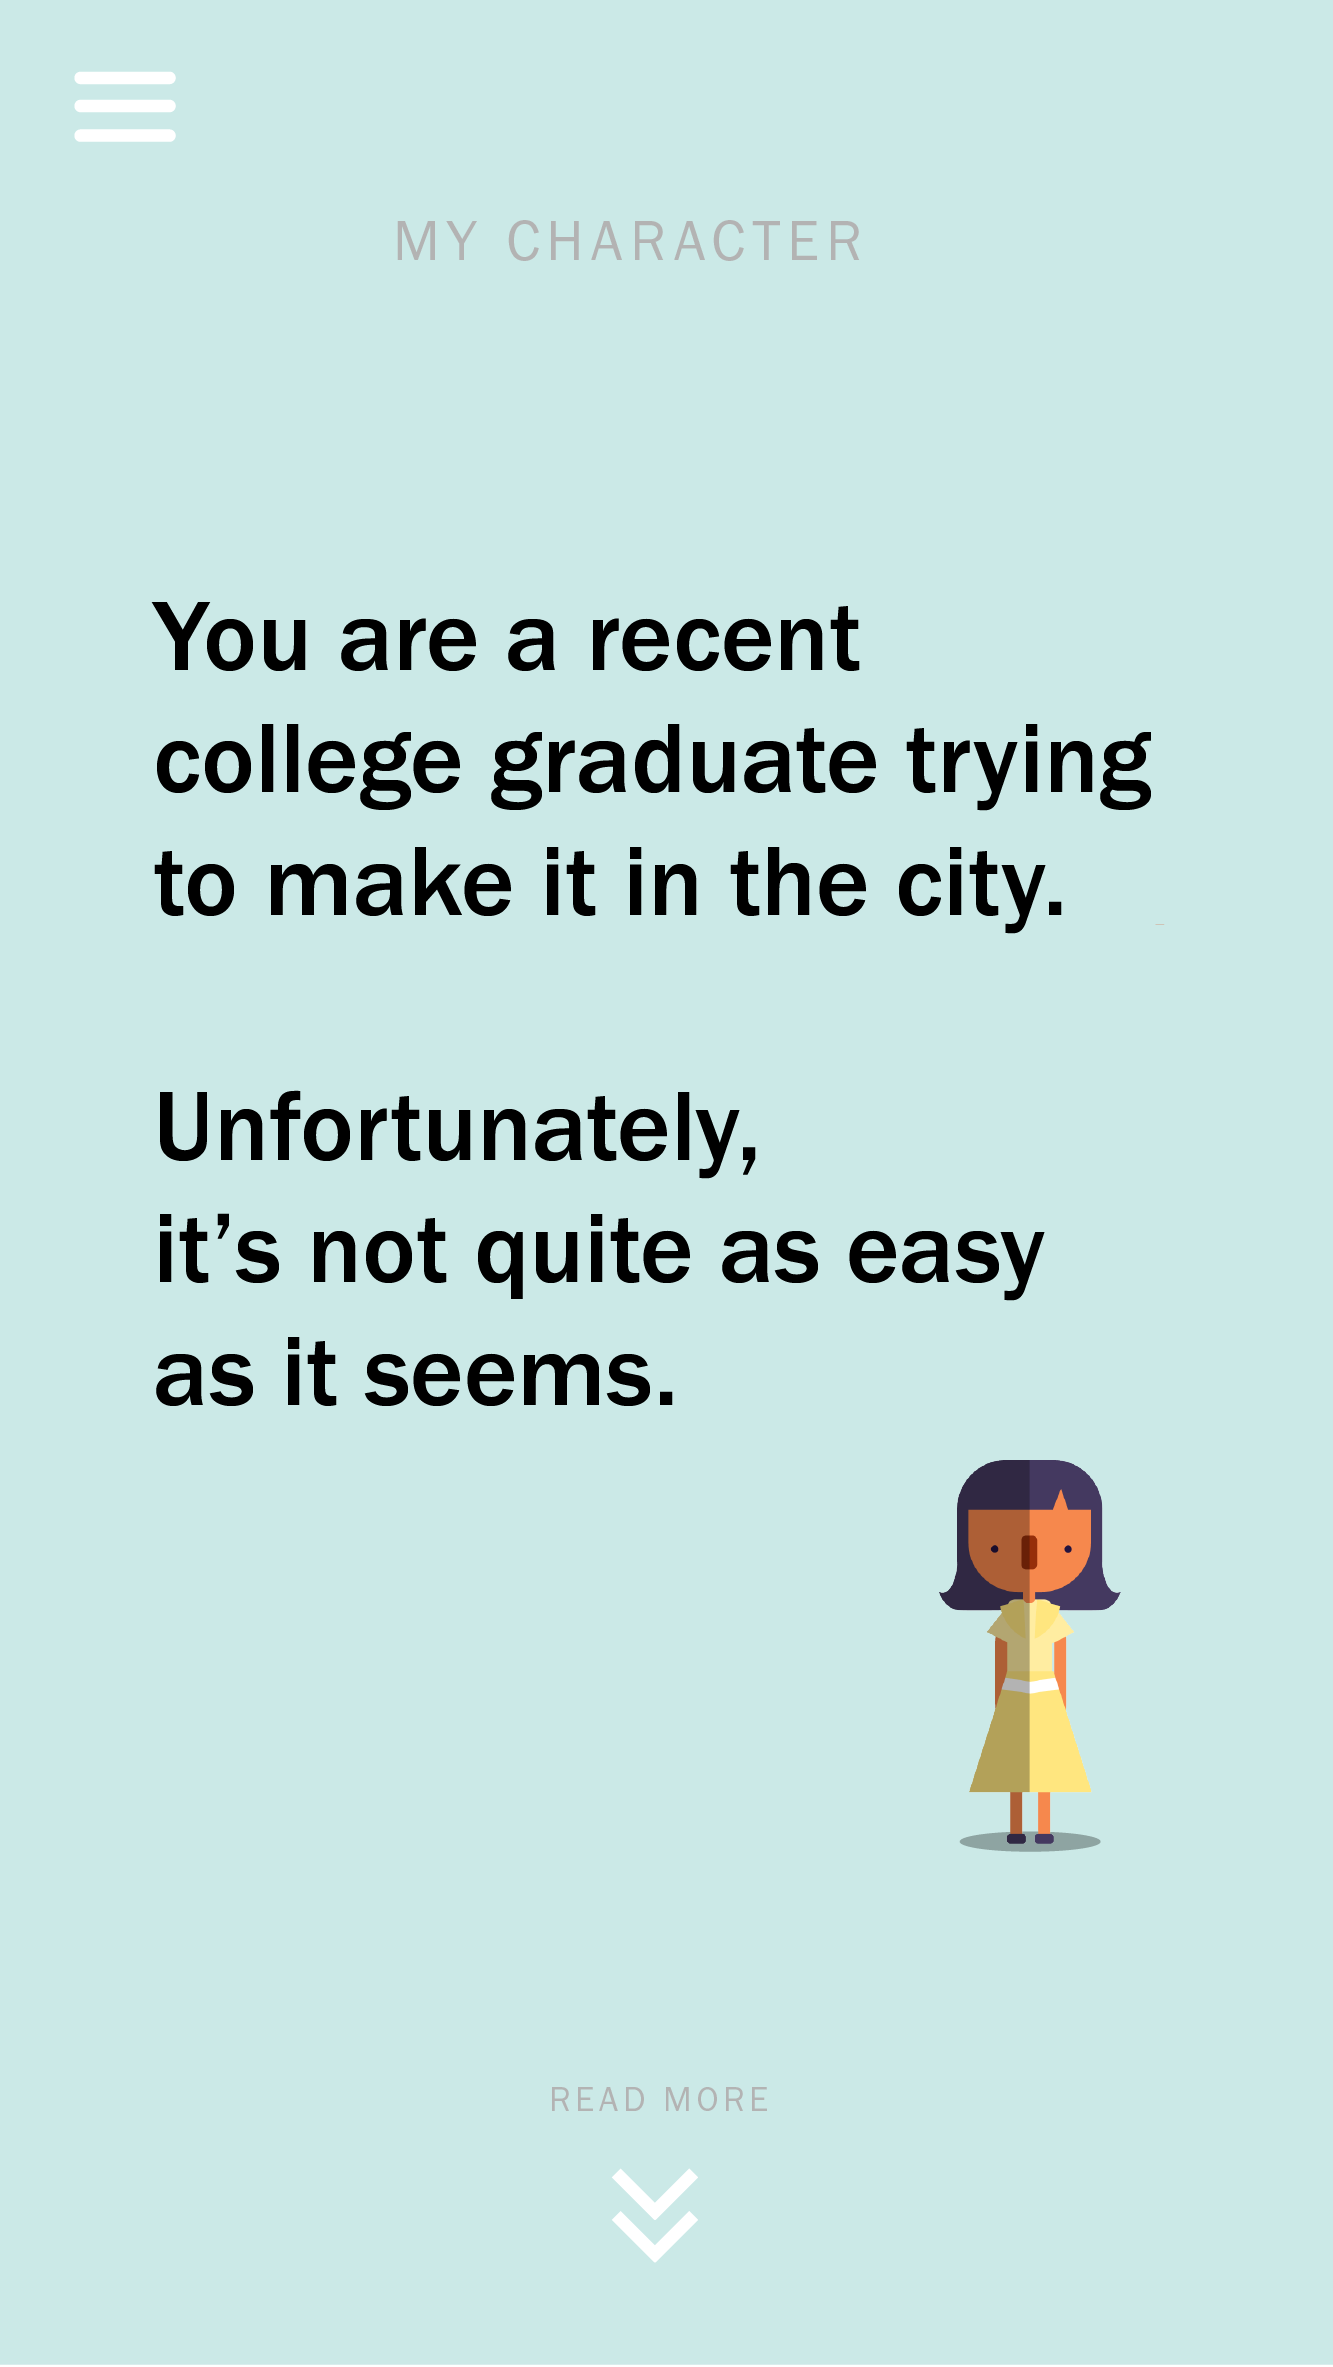 MY CHARACTER
You are a recent
college graduate trying
to make it in the city.
Unfortunately,
it’s not quite as easy
as it seems.
READ MORE